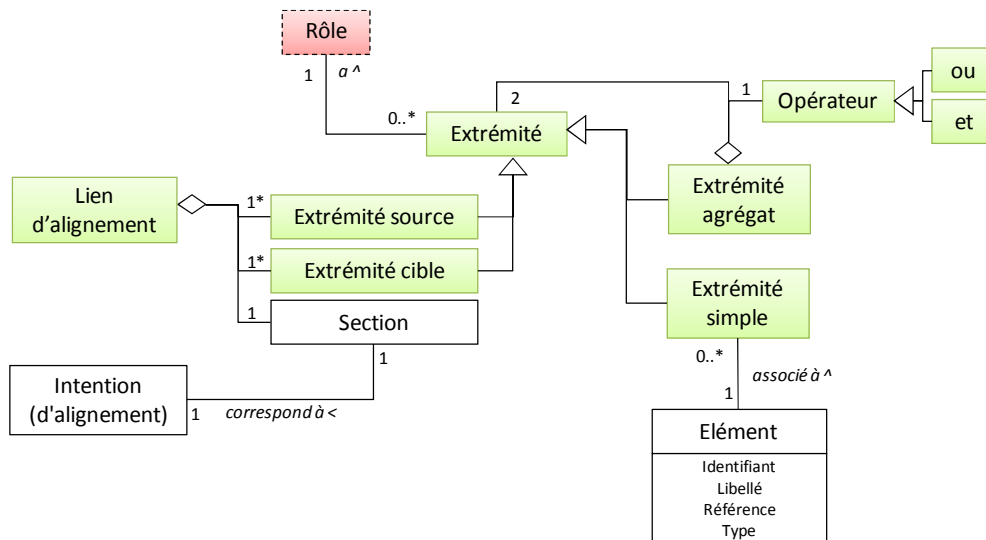 Rôle
1
a ^
0..*
Extrémité
2
1
Opérateur
ou
et
Lien
d'alignement
1*
Extrémité source
1*
Extrémité cible
1
Section
Extrémité
agrégat
Extrémité
simple
1
Intention
(d'alignement)
1
correspond à <
0..*
associé à ^
1
Elément
Identifiant
Libellé
Référence
Type